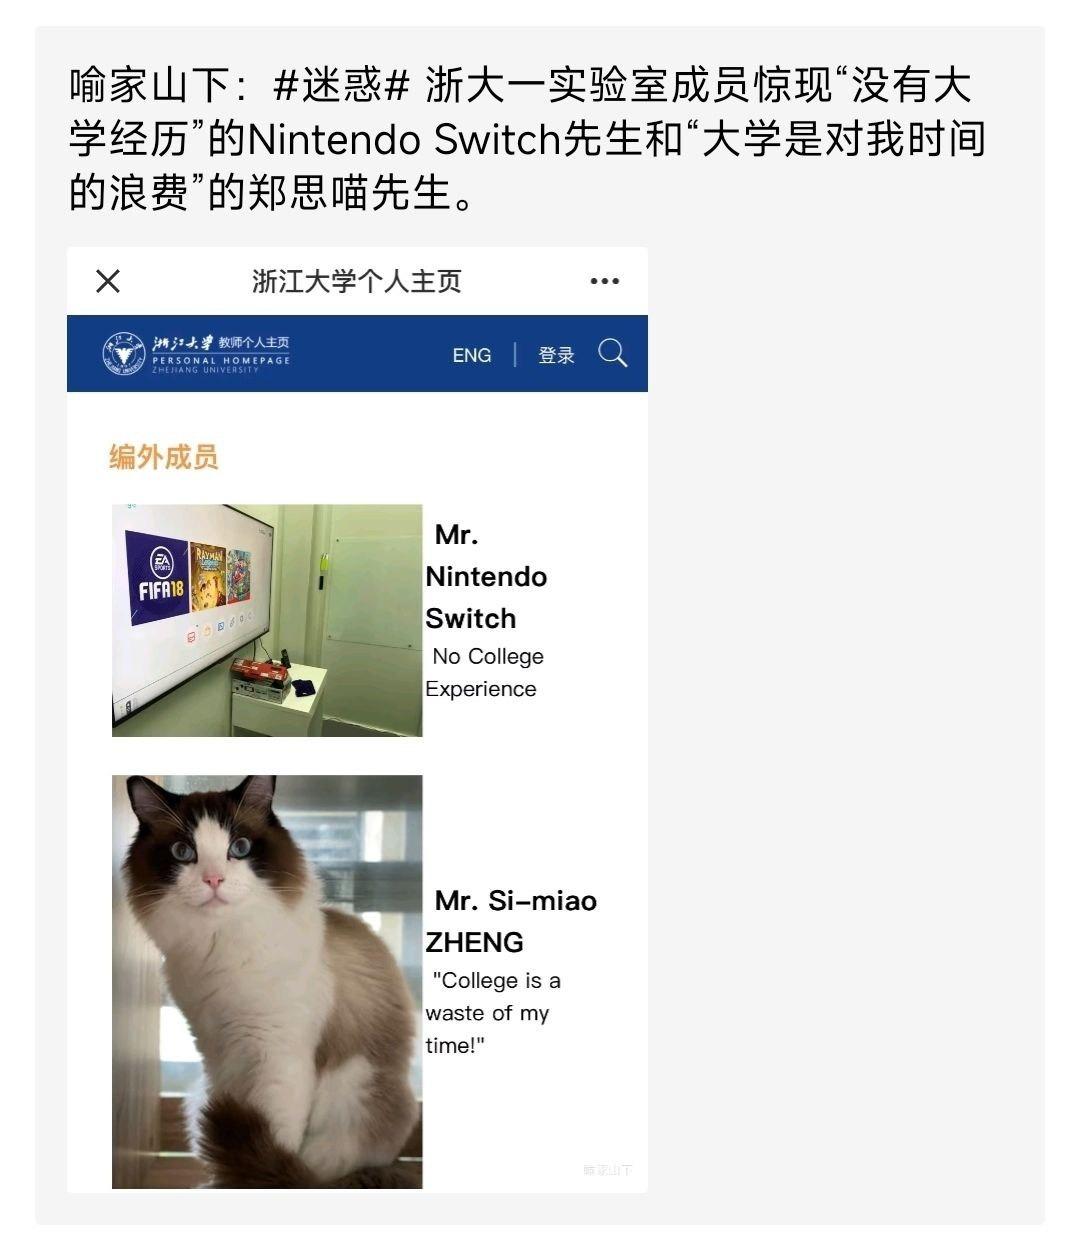 喻家山下：#迷惑# 浙大一实验室成员惊现“没有大
学经历”的Nintendo Switch先生和“大学是对我时间
的浪费”的郑思喵先生。
浙江大学个人主页
浙江大学 教师个人主页
PERSONAL HOMEPAGE
ZHEJIANG UNIVERSITY
ENG | 登录
编外成员
EA
SPORTS
FIFA18
RAYMAN
Mr.
Nintendo
Switch
No College
Experience
Mr. Si-miao
ZHENG
"College is a
waste of my
time!"
喻家山下